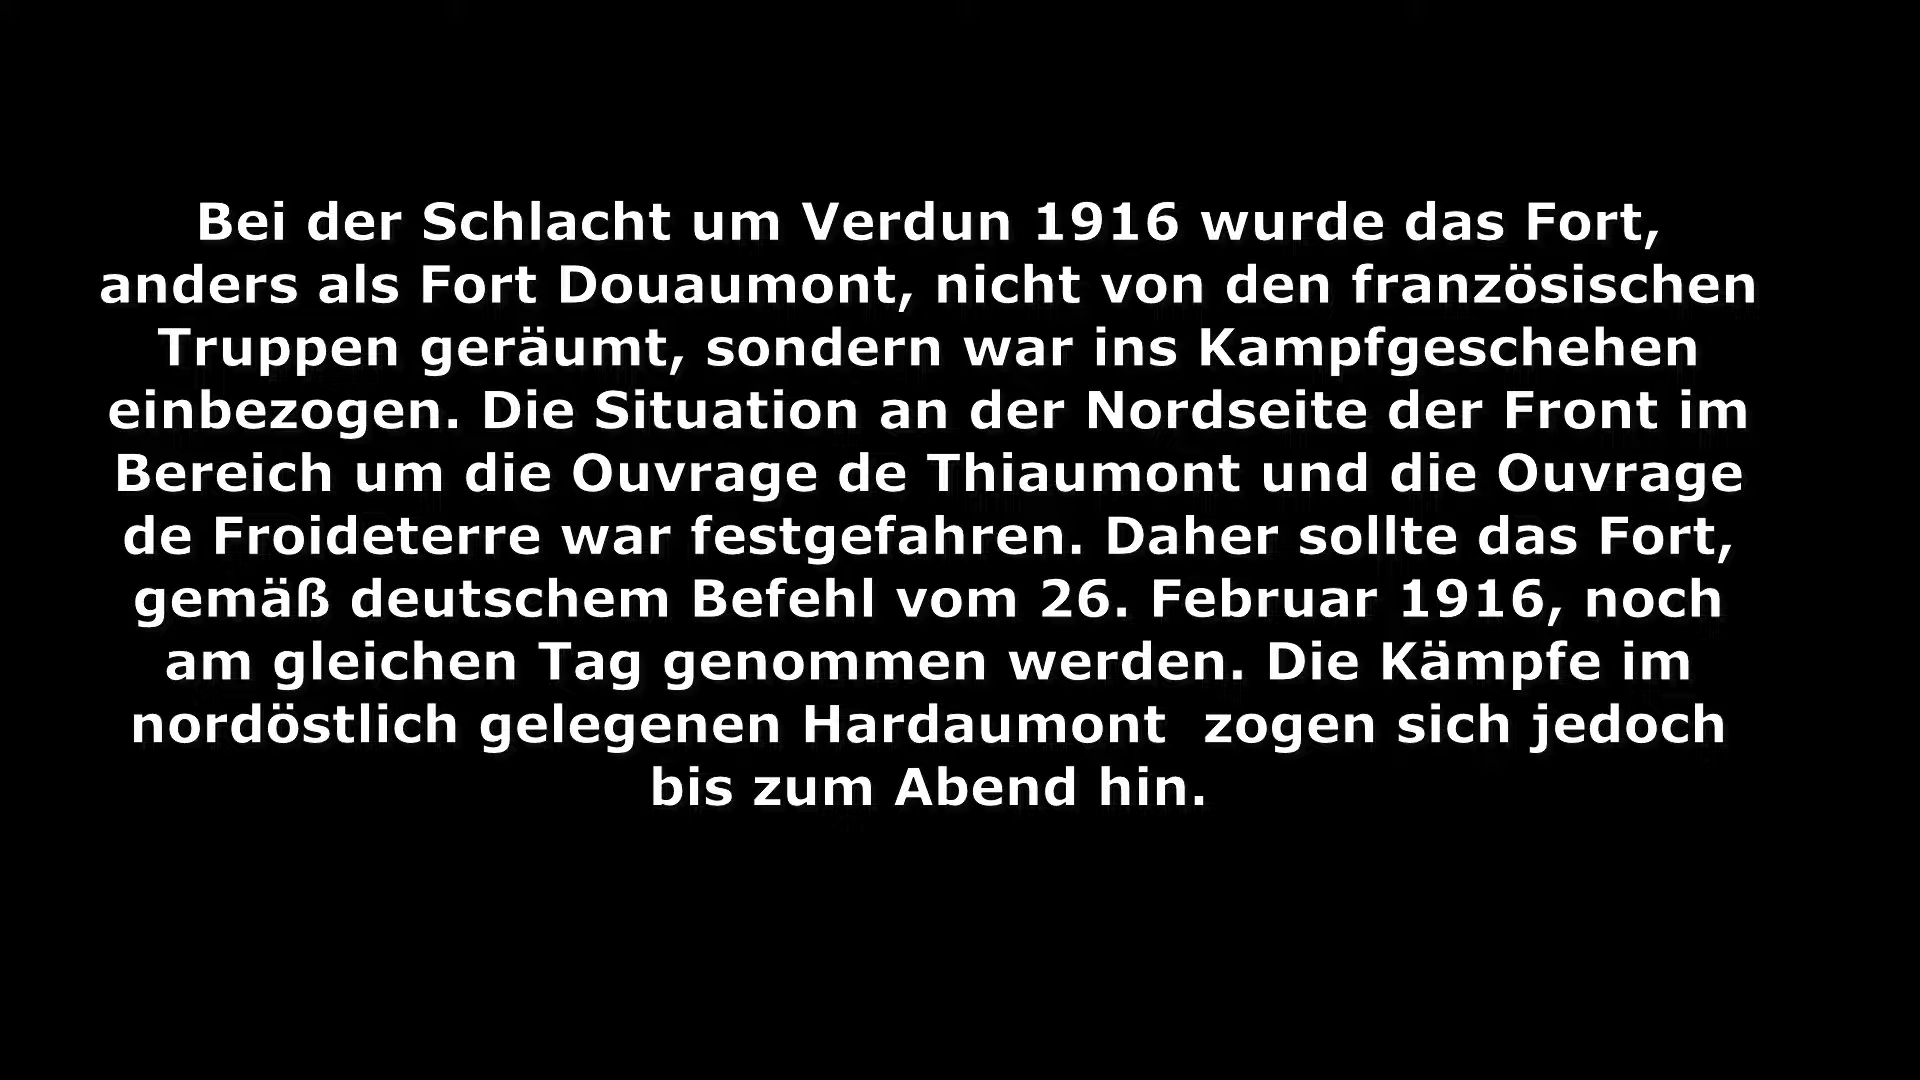 Bei der Schlacht um Verdun 1916 wurde das Fort,
anders als Fort Douaumont, nicht von den französischen
Truppen geräumt, sondern war ins Kampfgeschehen
einbezogen. Die Situation an der Nordseite der Front im
Bereich um die Ouvrage de Thiaumont und die Ouvrage
de Froideterre war festgefahren. Daher sollte das Fort,
gemäß deutschem Befehl vom 26. Februar 1916, noch
am gleichen Tag genommen werden. Die Kämpfe im
nordöstlich gelegenen Hardaumont  zogen sich jedoch
bis zum Abend hin.